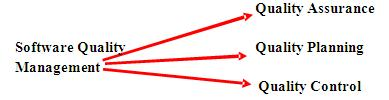 Quality Assurance
Software Quality
Management
Quality Planning
Quality Control